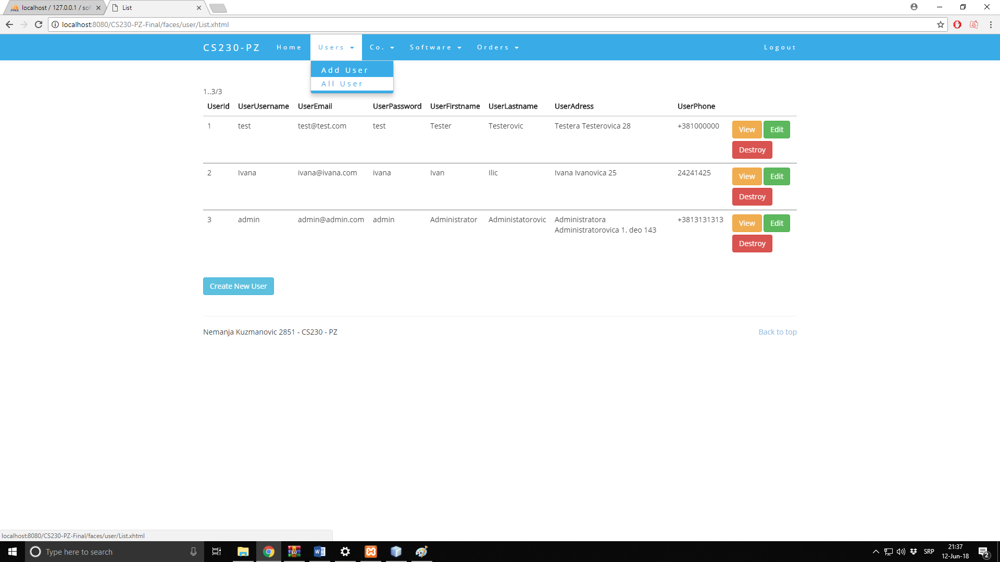 localhost / 127.0.0.1 / sof
List
localhost:8080/CS230-PZ-Final/faces/user/List.xhtml
CS230-PZ Home Users Co. Software Orders Logout
Add User
All User
1..3/3
UserId UserUsername UserEmail UserPassword UserFirstname UserLastname UserAdress UserPhone
1 test test@test.com test Tester Testerovic Testera Testerovica 28 +381000000 View Edit
Destroy
2 Ivana ivana@ivana.com ivana Ivan Ilic Ivana Ivanovica 25 24241425 View Edit
Destroy
3 admin admin@admin.com admin Administrator Administatorovic Administratora +3813131313 View Edit
Administratorovica 1. deo 143
Destroy
Create New User
Nemanja Kuzmanovic 2851 - CS230 - PZ Back to top
localhost:8080/CS230-PZ-Final/faces/user/List.xhtml
Type here to search
SRP
21:37
12-Jun-18
2